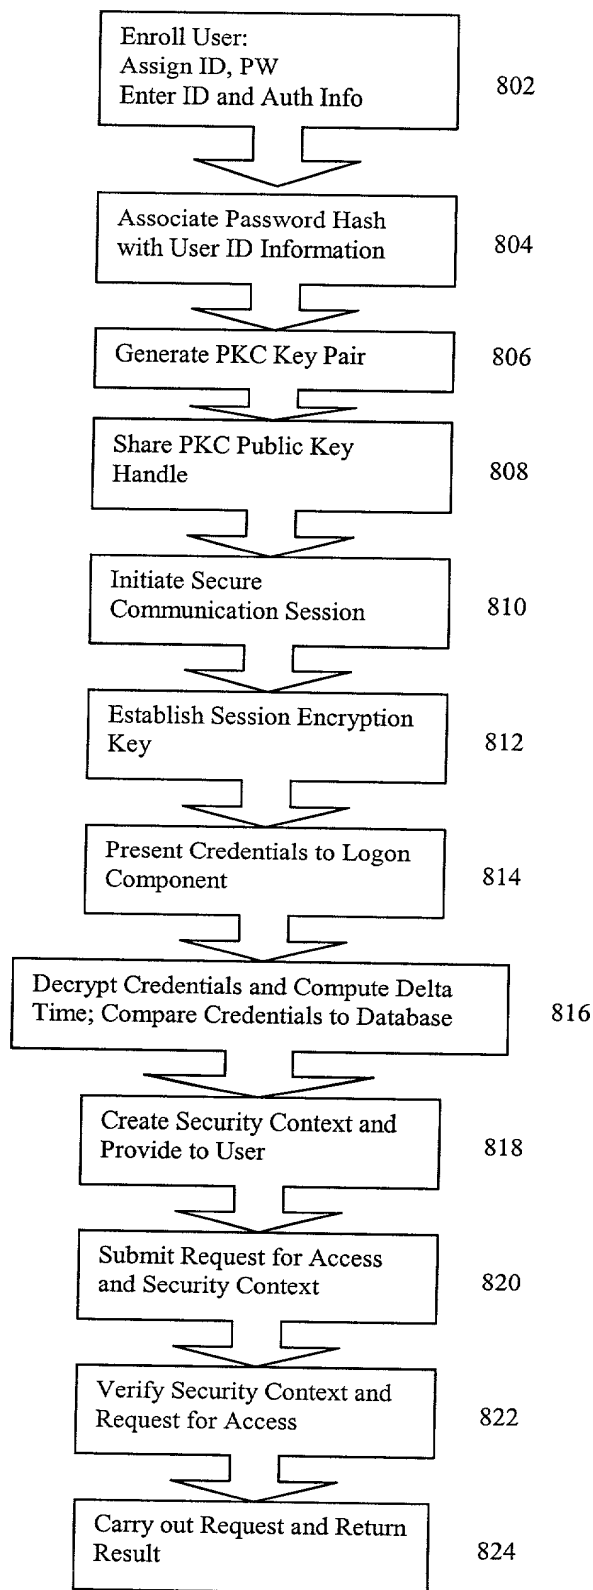 Enroll User:
Assign ID, PW
Enter ID and Auth Info
802
Associate Password Hash
with User ID Information
804
Generate PKC Key Pair
806
Share PKC Public Key
Handle
808
Initiate Secure
Communication Session
810
Establish Session Encryption
Key
812
Present Credentials to Logon
Component
814
Decrypt Credentials and Compute Delta
Time; Compare Credentials to Database
816
Create Security Context and
Provide to User
818
Submit Request for Access
and Security Context
820
Verify Security Context and
Request for Access
822
Carry out Request and Return
Result
824